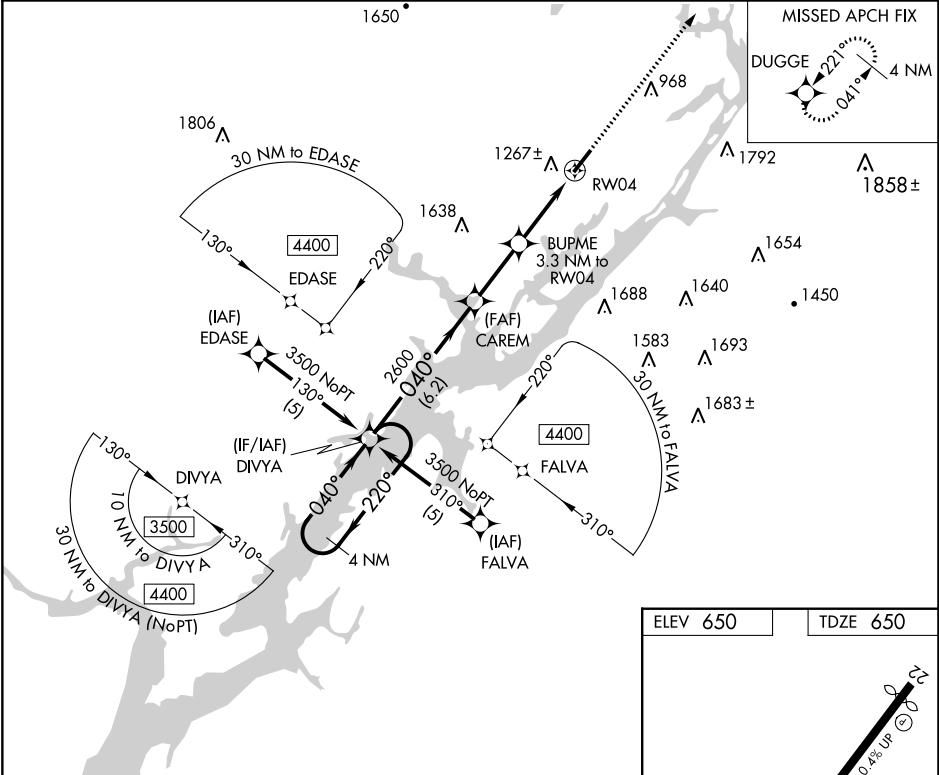 1650
MISSED APCH FIX
DUGGE
221°
041°
4 NM
968
1806
30 NM to EDASE
1267±
1792
RW04
1858±
130°
4400
220°
EDASE
1638
BUPME
3.3 NM to
RW04
1654
1688
1640
1450
(IAF)
EDASE
(FAF)
CAREM
1583
1693
3500 NoPT
130°
(5)
2600
040°
(6.2)
220°
30 NM to FALVA
1683±
4400
FALVA
310°
(IF/IAF)
DIVYA
3500 NoPT
310°
(5)
(IAF)
FALVA
130°
DIVYA
10 NM to DIVYA
3500
310°
30 NM to DIVYA (NoPT)
4400
040°
220°
4 NM
ELEV 650
TDZE 650
22
P
0.4% UP